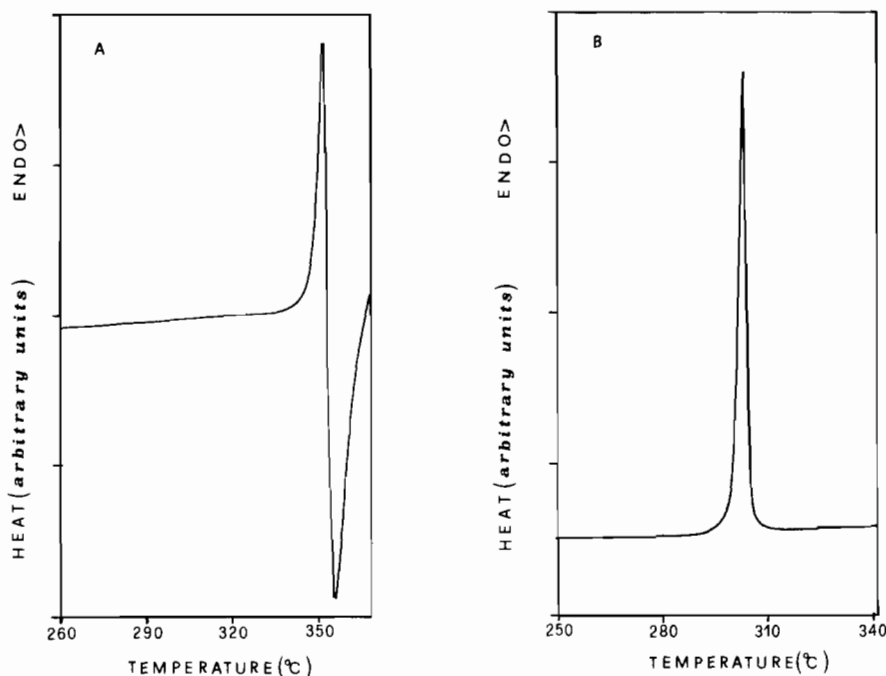 A
HEAT(arbitrary units) ENDO>
260 290 320 350
TEMPERATURE(℃)
B
HEAT(arbitrary units) ENDO>
250 280 310 340
TEMPERATURE(℃)